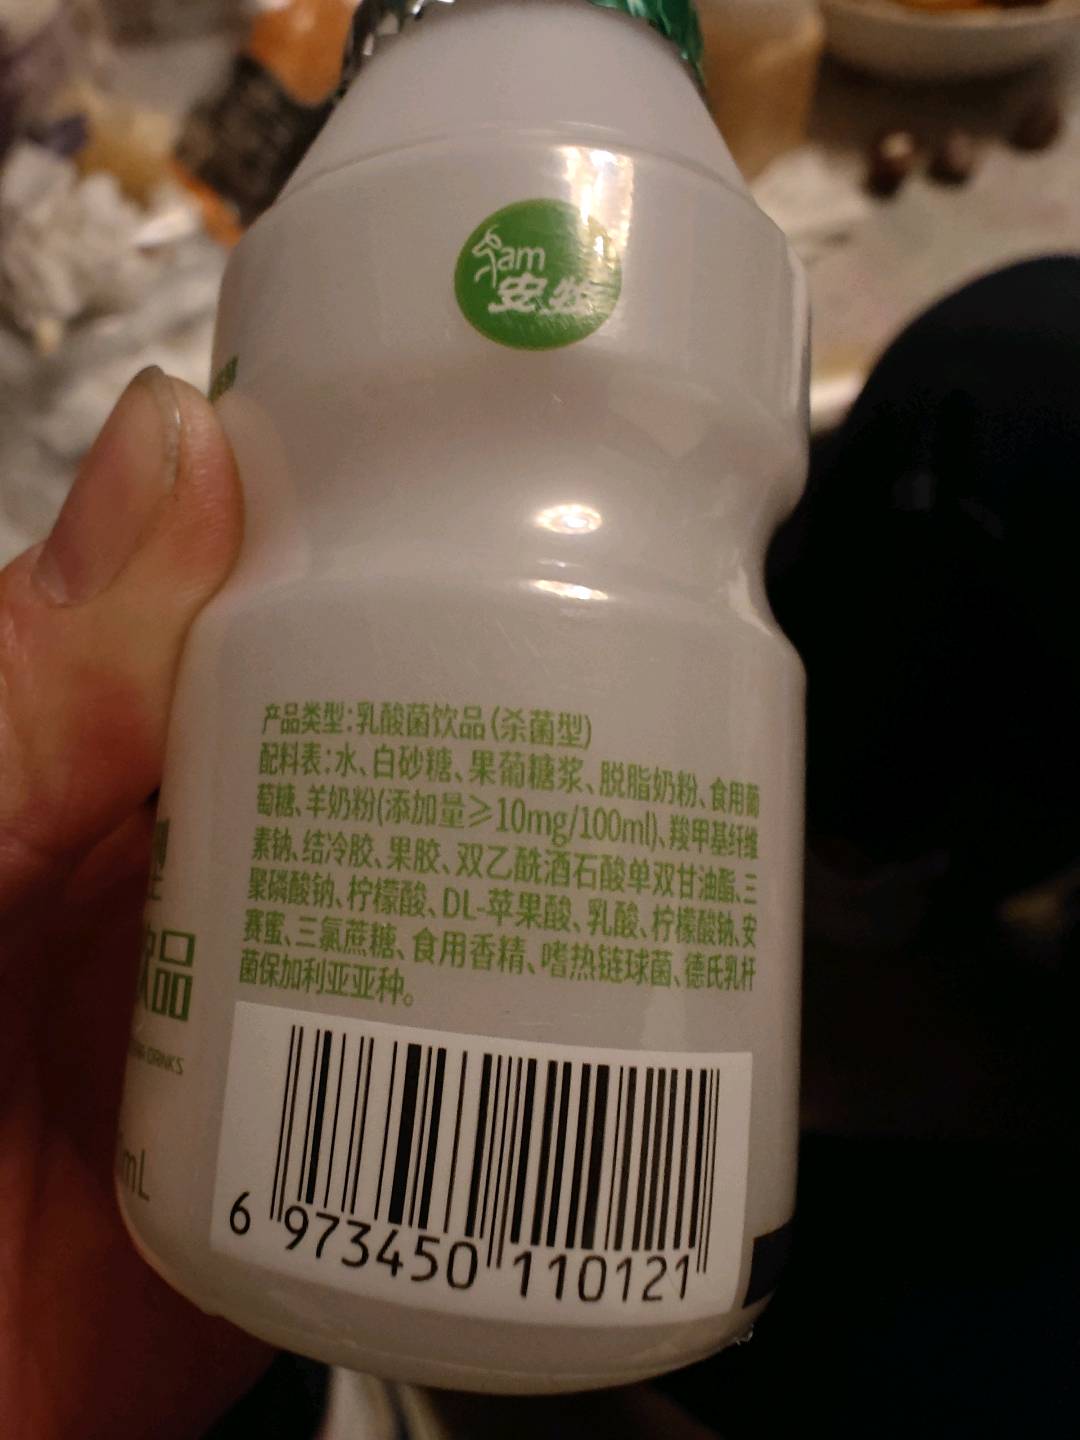 am
安牧
产品类型:乳酸菌饮品(杀菌型)
配料表:水、白砂糖、果葡糖浆、脱脂奶粉、食用葡
萄糖、羊奶粉(添加量≥10mg/100ml)、羧甲基纤维
素钠、结冷胶、果胶、双乙酰酒石酸单双甘油酯、三
聚磷酸钠、柠檬酸、DL-苹果酸、乳酸、柠檬酸钠、安
赛蜜、三氯蔗糖、食用香精、嗜热链球菌、德氏乳杆
菌保加利亚亚种。
饮品
DRINKS
mL
6 973450 110121